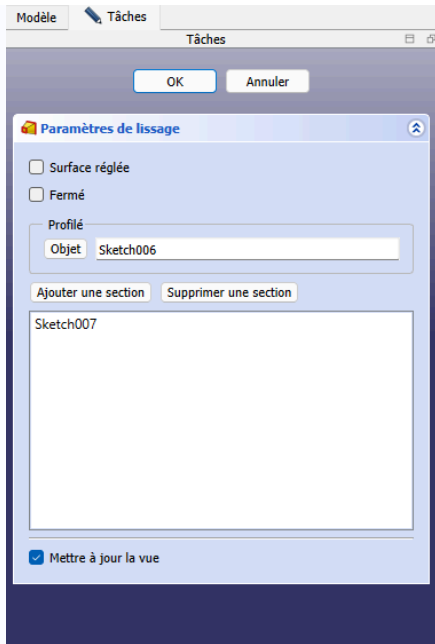 Modèle Tâches
Tâches
OK Annuler
Paramètres de lissage
Surface réglée
Fermé
Profilé
Objet Sketch006
Ajouter une section Supprimer une section
Sketch007
Mettre à jour la vue